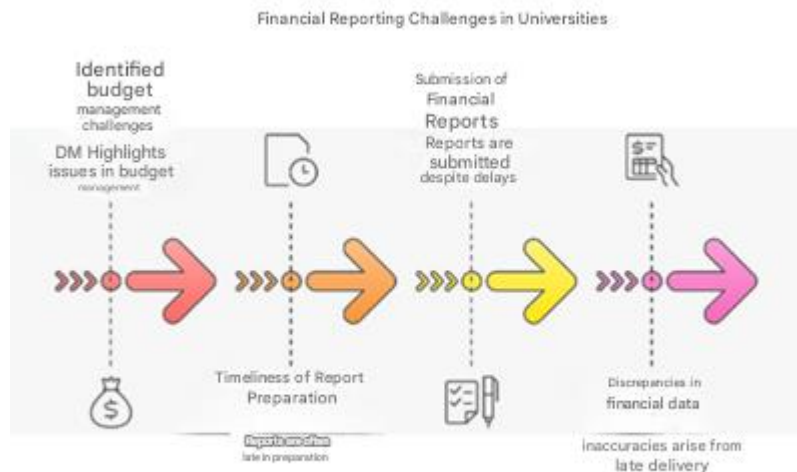 Financial Reporting Challenges in Universities
Identified
budget
management
challenges
DM Highlights
issues in budget
management
Timeliness of Report
Preparation
Reports are often
late in preparation
Submission of
Financial
Reports
Reports are
submitted
despite delays
Discrepancies in
financial data
inaccuracies arise from
late delivery